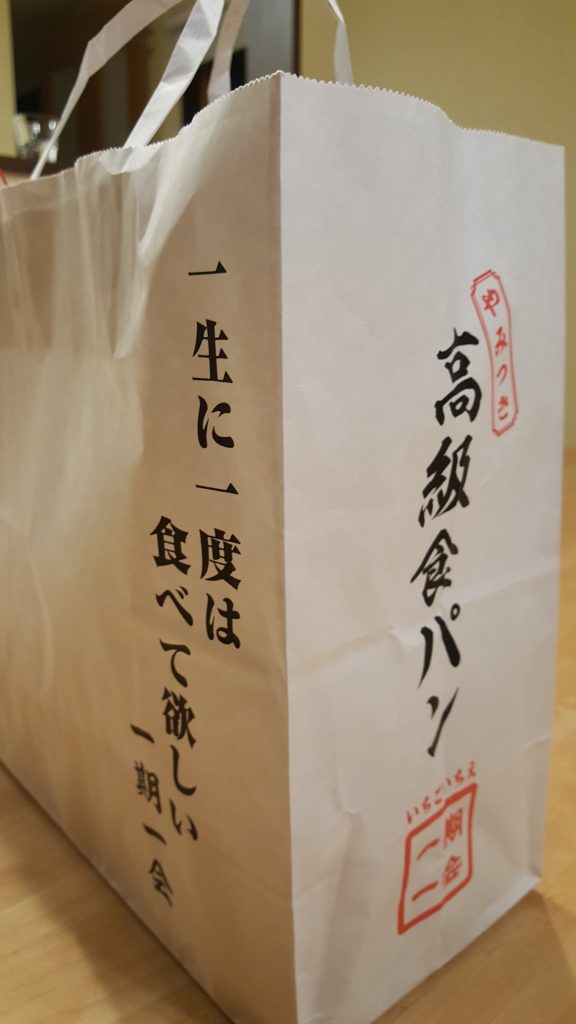 一生に一度は
食べて欲しい
一期一会
やみつき
高級食パン
いちごいちえ
期会
一一